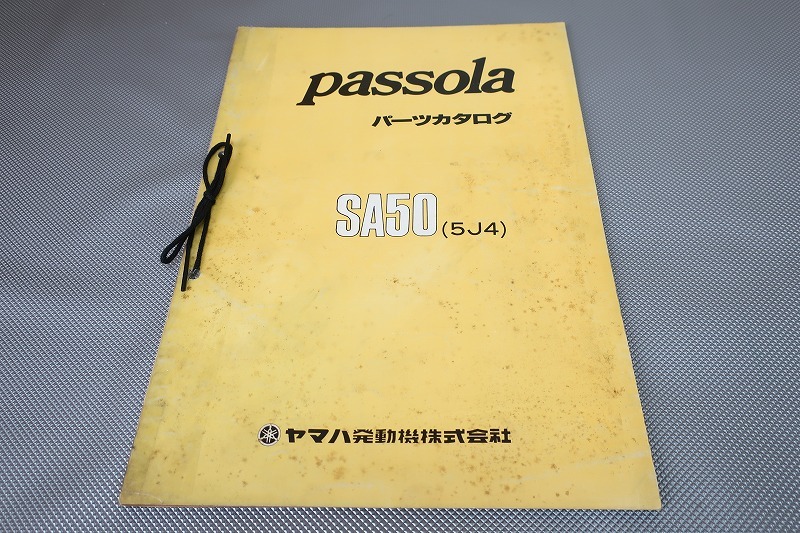 passola
パーツカタログ
SA50(5J4)
ヤマハ発動機株式会社